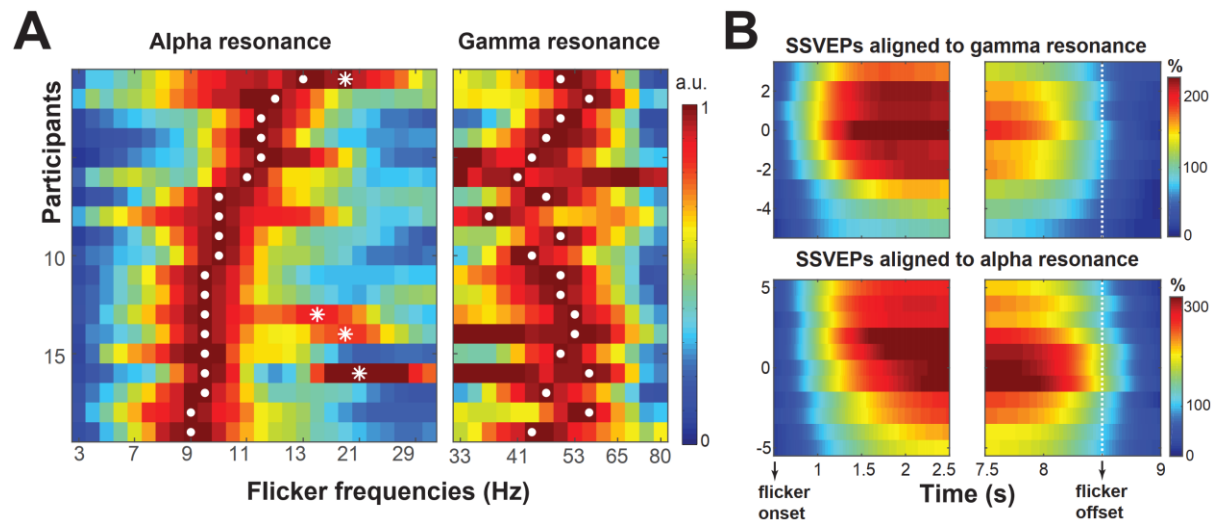 A
Alpha resonance
Gamma resonance
Participants
10
15
3 7 9 11 13 21 29
33 41 53 65 80
a.u.
1
0
Flicker frequencies (Hz)
B
SSVEPs aligned to gamma resonance
2
0
-2
-4
%
200
100
0
SSVEPs aligned to alpha resonance
5
0
-5
%
300
100
0
1 2 2.5
7.5 8 9
flicker
onset
Time (s)
flicker
offset